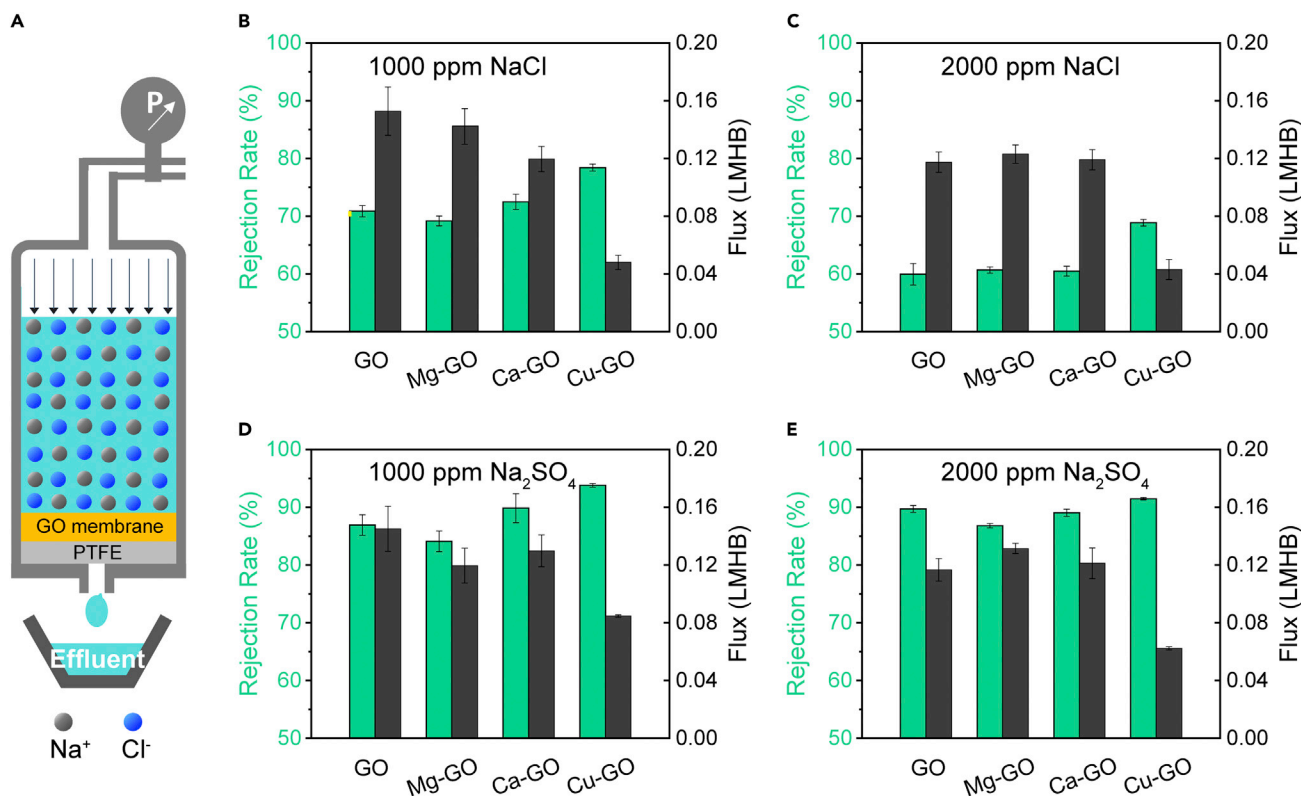 A
P
GO membrane
PTFE
Effluent
Na⁺
Cl⁻
B
1000 ppm NaCl
Rejection Rate (%)
100
90
80
70
60
50
Flux (LMHB)
0.20
0.16
0.12
0.08
0.04
0.00
GO
Mg-GO
Ca-GO
Cu-GO
C
2000 ppm NaCl
Rejection Rate (%)
100
90
80
70
60
50
Flux (LMHB)
0.20
0.16
0.12
0.08
0.04
0.00
GO
Mg-GO
Ca-GO
Cu-GO
D
1000 ppm Na₂SO₄
Rejection Rate (%)
100
90
80
70
60
50
Flux (LMHB)
0.20
0.16
0.12
0.08
0.04
0.00
GO
Mg-GO
Ca-GO
Cu-GO
E
2000 ppm Na₂SO₄
Rejection Rate (%)
100
90
80
70
60
50
Flux (LMHB)
0.20
0.16
0.12
0.08
0.04
0.00
GO
Mg-GO
Ca-GO
Cu-GO